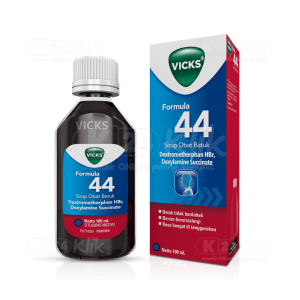 VICKS
Formula
44
Sirup Obat Batuk
Dextromethorphan HBr,
Doxylamine Succinate
Netto 100 mL
VICKS
Formula
44
Sirup Obat Batuk
Dextromethorphan HBr,
Doxylamine Succinate
• Batuk tidak berdahak
• Bersin-bersin/alergi
• Rasa hangat di tenggorokan
Netto 100 mL